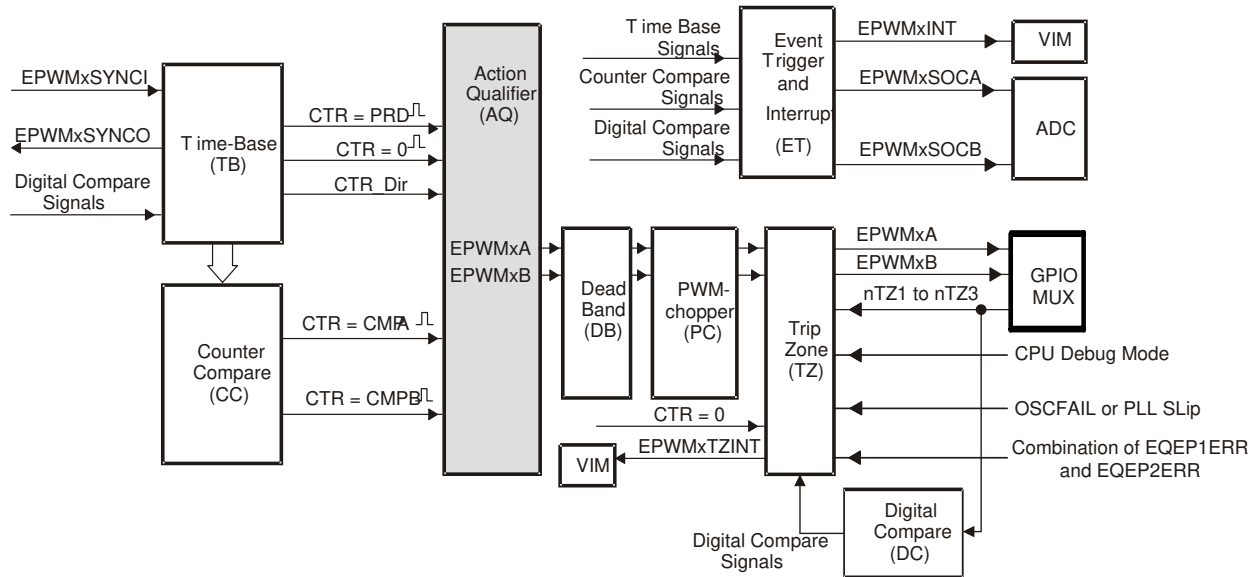 EPWMxSYNCI
EPWMxSYNCO
Digital Compare
Signals
Time-Base
(TB)
CTR = PRD
CTR = 0
CTR_Dir
Counter
Compare
(CC)
CTR = CMPA
CTR = CMPB
Action
Qualifier
(AQ)
EPWMxA
EPWMxB
Time Base
Signals
Counter Compare
Signals
Digital Compare
Signals
Event
Trigger
and
Interrupt
(ET)
EPWMxINT
EPWMxSOCA
EPWMxSOCB
VIM
ADC
Dead
Band
(DB)
PWM-
chopper
(PC)
Trip
Zone
(TZ)
EPWMxA
EPWMxB
nTZ1 to nTZ3
GPIO
MUX
CPU Debug Mode
OSCFAIL or PLL SLip
Combination of EQEP1ERR
and EQEP2ERR
CTR = 0
EPWMxTZINT
VIM
Digital Compare
Signals
Digital
Compare
(DC)